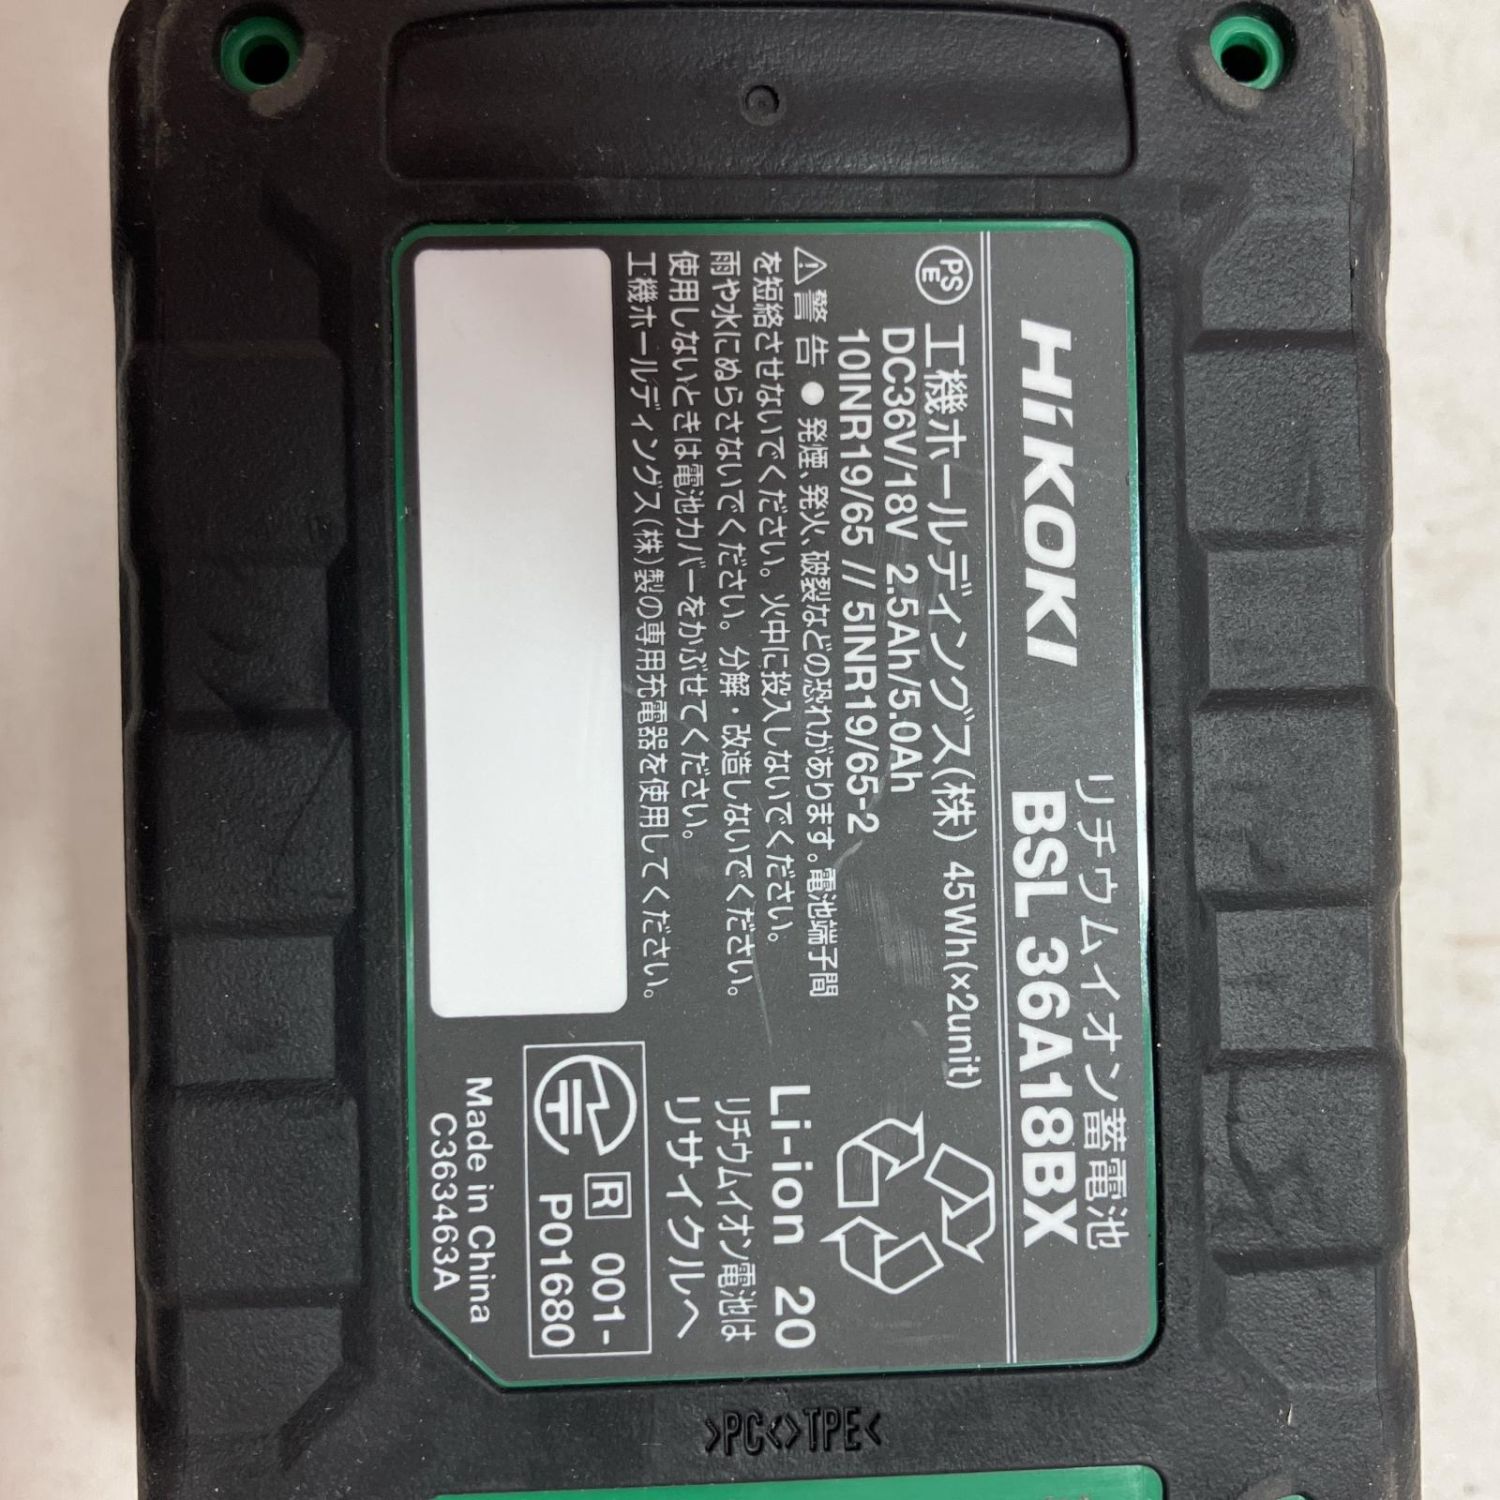 HiKOKI
リチウムイオン蓄電池
BSL 36A18BX
PS
E
工機ホールディングス(株) 45Wh(×2unit)
DC36V/18V 2.5Ah/5.0Ah
10INR19/65 // 5INR19/65-2
⚠警告 ● 発煙、発火、破裂などの恐れがあります。電池端子間
を短絡させないでください。火中に投入しないでください。
雨や水にぬらさないでください。分解・改造しないでください。
使用しないときは電池カバーをかぶせてください。
工機ホールディングス(株)製の専用充電器を使用してください。
Li-ion 20
リチウムイオン電池は
リサイクルへ
R 001-
P01680
Made in China
C3634463A
>PC<>TPE<